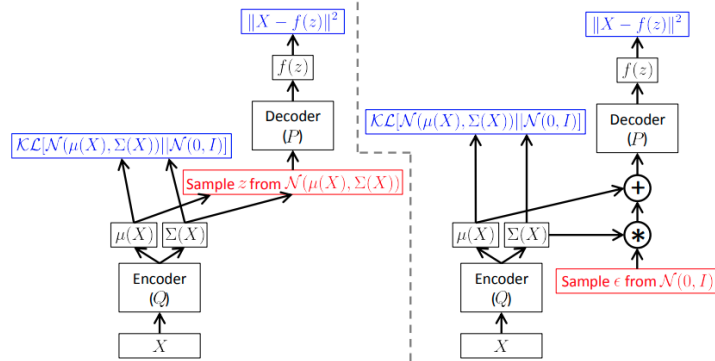 ‖X − f(z)‖²
f(z)
Decoder
(P)
𝒦ℒ[𝒩(μ(X), Σ(X))||𝒩(0, I)]
Sample z from 𝒩(μ(X), Σ(X))
μ(X) Σ(X)
Encoder
(Q)
X
‖X − f(z)‖²
f(z)
Decoder
(P)
𝒦ℒ[𝒩(μ(X), Σ(X))||𝒩(0, I)]
+
μ(X) Σ(X)
*
Encoder
(Q)
Sample ϵ from 𝒩(0, I)
X